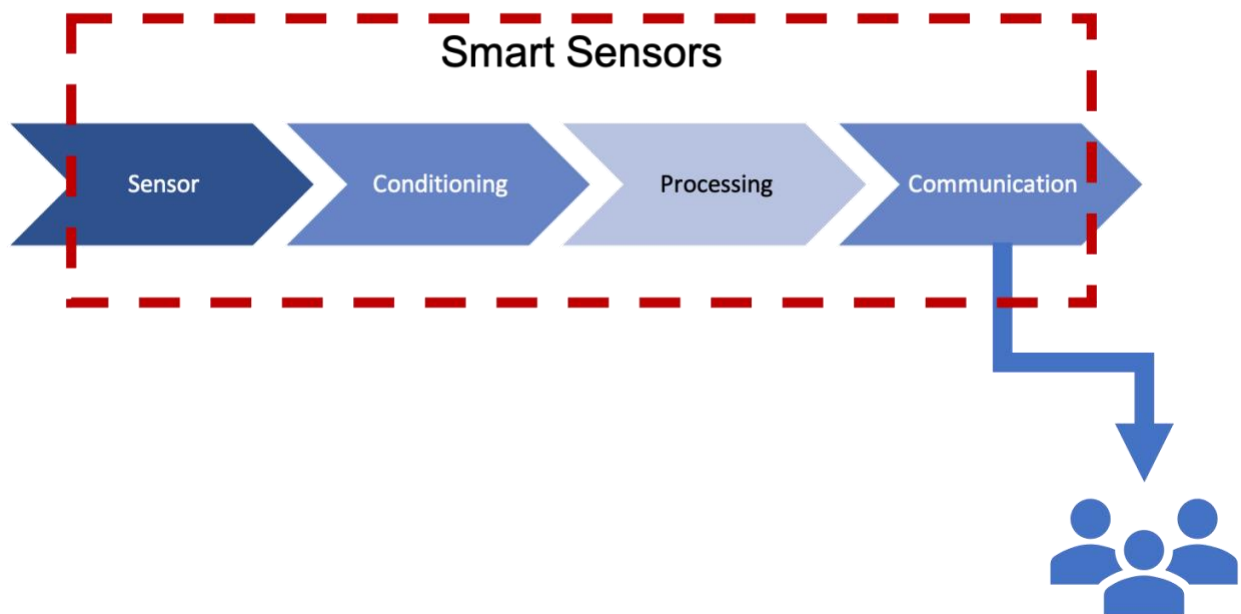 Smart Sensors
Sensor
Conditioning
Processing
Communication